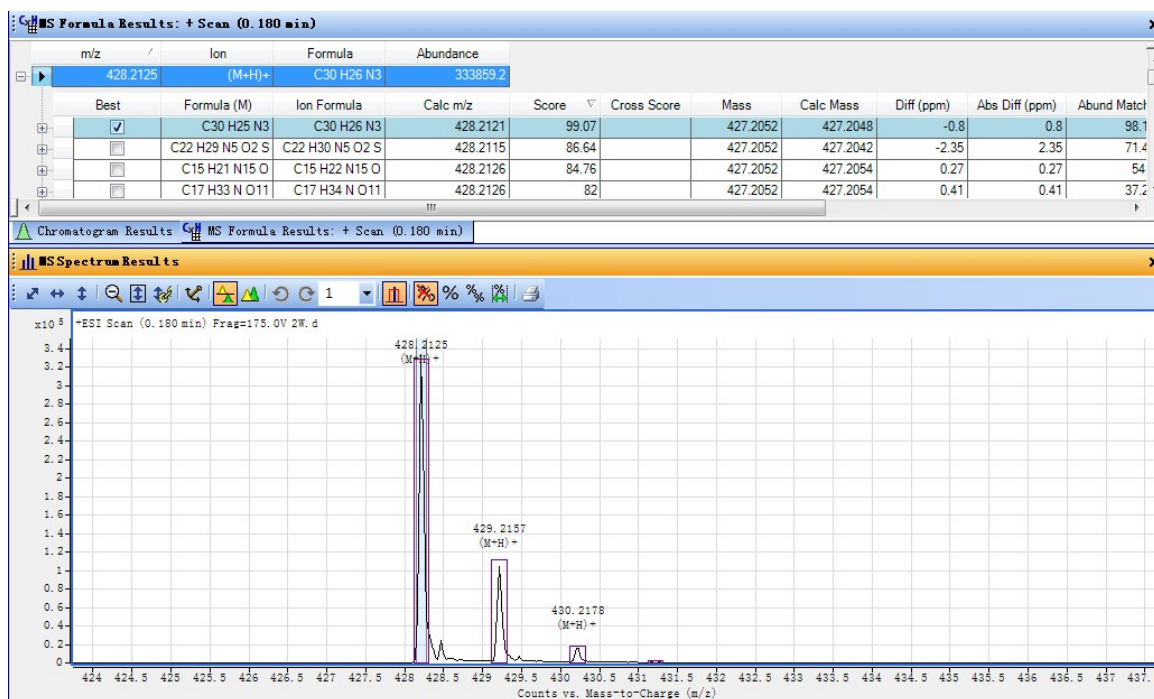 MS Formula Results: + Scan (0.180 min)
m/z Ion Formula Abundance
428.2125 (M+H)+ C30 H26 N3 333859.2
Best Formula (M) Ion Formula Calc m/z Score Cross Score Mass Calc Mass Diff (ppm) Abs Diff (ppm) Abund Match
C30 H25 N3 C30 H26 N3 428.2121 99.07 427.2052 427.2048 -0.8 0.8 98.1
C22 H29 N5 O2 S C22 H30 N5 O2 S 428.2115 86.64 427.2052 427.2042 -2.35 2.35 71.4
C15 H21 N15 O C15 H22 N15 O 428.2126 84.76 427.2052 427.2054 0.27 0.27 54
C17 H33 N O11 C17 H34 N O11 428.2126 82 427.2052 427.2054 0.41 0.41 37.2
Chromatogram Results MS Formula Results: + Scan (0.180 min)
MS Spectrum Results
1
x10 5 +ESI Scan (0.180 min) Frag=175.0V 2W.d
428.2125
(M+H)+
3.4
3.2
3
2.8
2.6
2.4
2.2
2
1.8
1.6
429.2157
(M+H)+
1.4
1.2
1
0.8
430.2178
(M+H)+
0.6
0.4
0.2
0
424 424.5 425 425.5 426 426.5 427 427.5 428 428.5 429 429.5 430 430.5 431 431.5 432 432.5 433 433.5 434 434.5 435 435.5 436 436.5 437 437.
Counts vs. Mass-to-Charge (m/z)